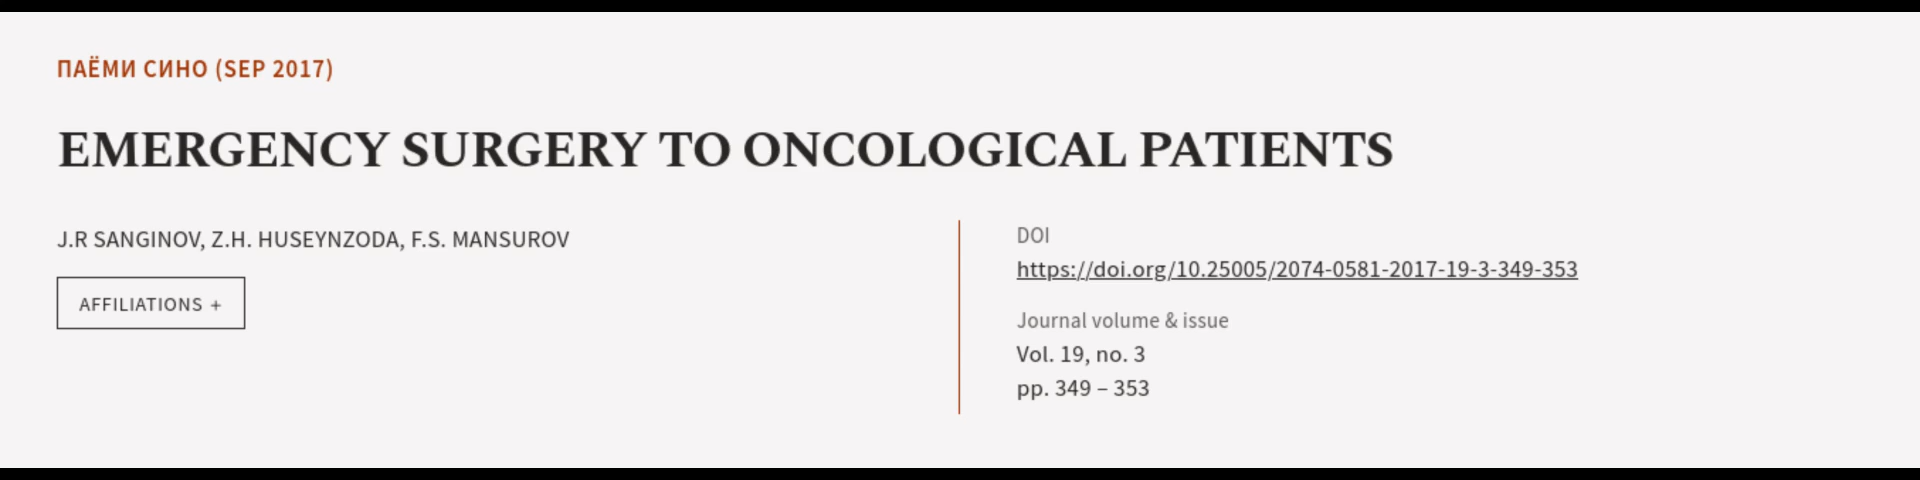 ПАЁМИ СИНО (SEP 2017)
EMERGENCY SURGERY TO ONCOLOGICAL PATIENTS
J.R SANGINOV, Z.H. HUSEYNZODA, F.S. MANSUROV
AFFILIATIONS +
DOI
https://doi.org/10.25005/2074-0581-2017-19-3-349-353
Journal volume & issue
Vol. 19, no. 3
pp. 349 – 353